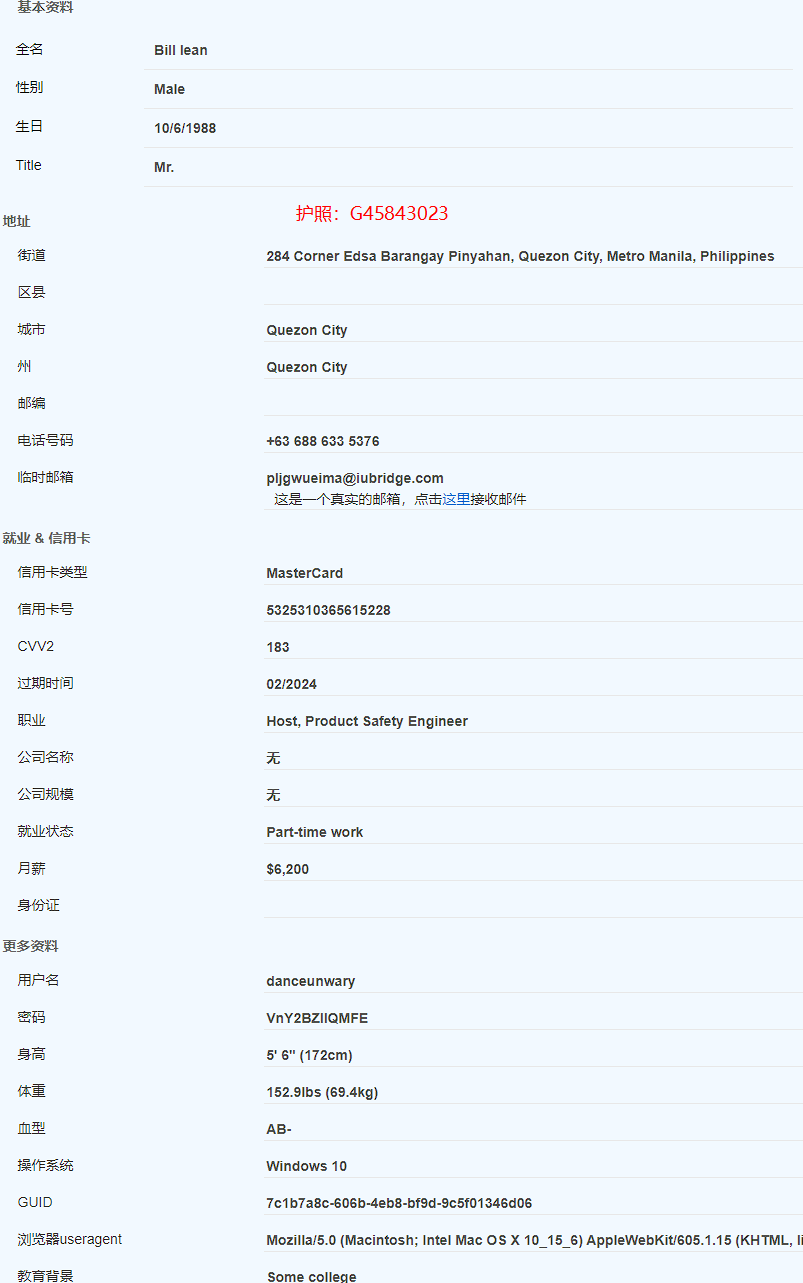 基本资料
全名 Bill lean
性别 Male
生日 10/6/1988
Title Mr.
护照：G45843023
地址
街道 284 Corner Edsa Barangay Pinyahan, Quezon City, Metro Manila, Philippines
区县
城市 Quezon City
州 Quezon City
邮编
电话号码 +63 688 633 5376
临时邮箱 pljgwueima@iubridge.com
这是一个真实的邮箱，点击这里接收邮件
就业 & 信用卡
信用卡类型 MasterCard
信用卡号 5325310365615228
CVV2 183
过期时间 02/2024
职业 Host, Product Safety Engineer
公司名称 无
公司规模 无
就业状态 Part-time work
月薪 $6,200
身份证
更多资料
用户名 danceunwary
密码 VnY2BZIlQMFE
身高 5' 6" (172cm)
体重 152.9lbs (69.4kg)
血型 AB-
操作系统 Windows 10
GUID 7c1b7a8c-606b-4eb8-bf9d-9c5f01346d06
浏览器useragent Mozilla/5.0 (Macintosh; Intel Mac OS X 10_15_6) AppleWebKit/605.1.15 (KHTML, li
教育背景 Some college